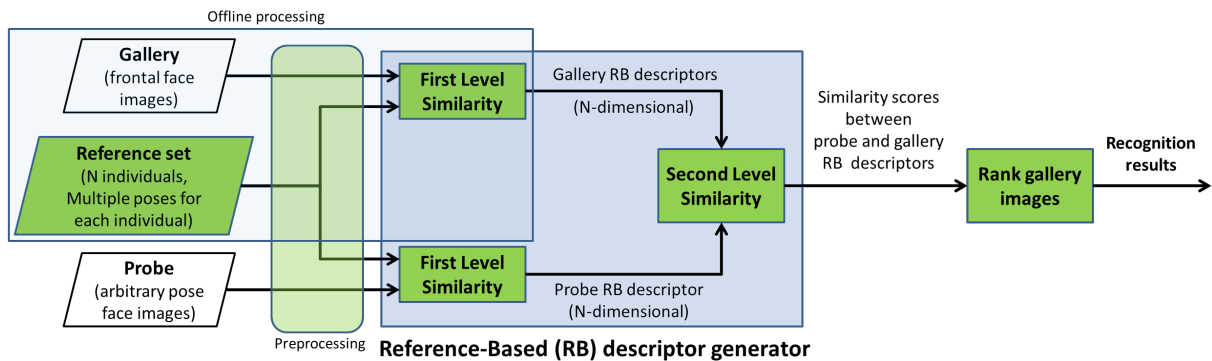 Offline processing
Gallery
(frontal face
images)
Reference set
(N individuals,
Multiple poses for
each individual)
Probe
(arbitrary pose
face images)
Preprocessing
First Level
Similarity
Gallery RB descriptors
(N-dimensional)
First Level
Similarity
Probe RB descriptor
(N-dimensional)
Second Level
Similarity
Reference-Based (RB) descriptor generator
Similarity scores
between
probe and gallery
RB descriptors
Rank gallery
images
Recognition
results